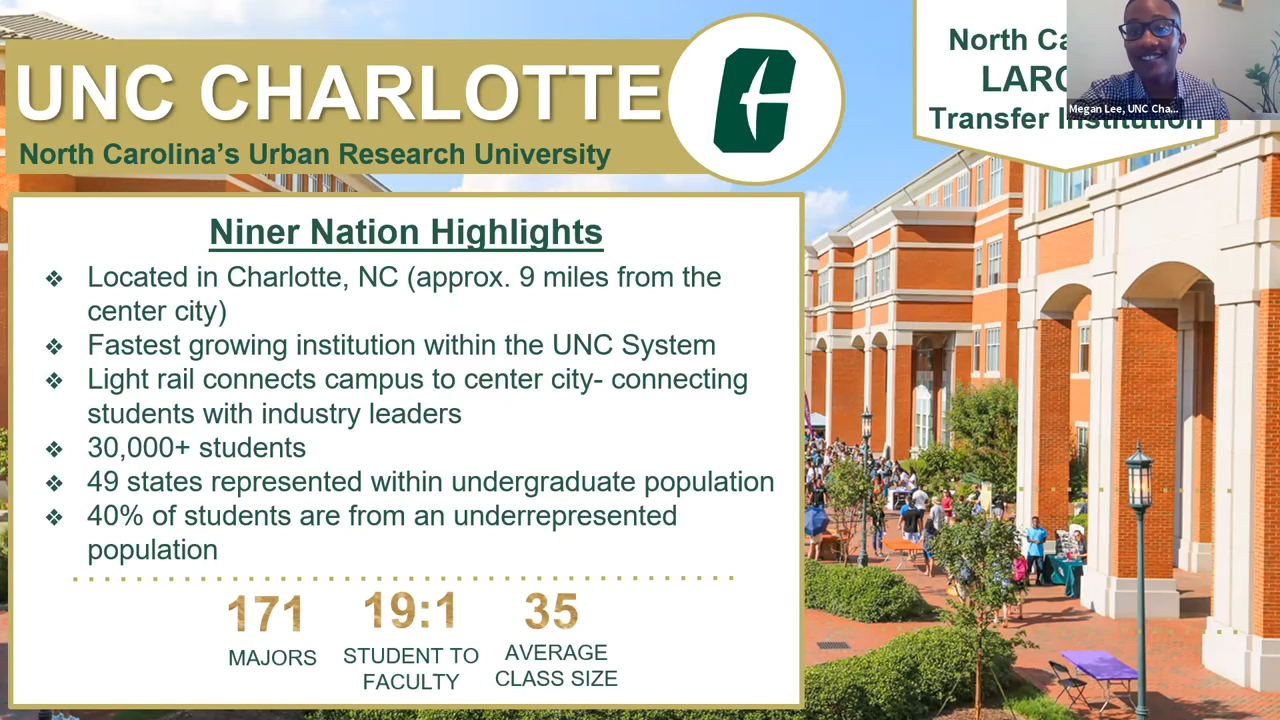 UNC CHARLOTTE
North Carolina's Urban Research University
North Ca
LARG
Transfer Institution
Megan Lee, UNC Cha...
Niner Nation Highlights
❖ Located in Charlotte, NC (approx. 9 miles from the
center city)
❖ Fastest growing institution within the UNC System
❖ Light rail connects campus to center city- connecting
students with industry leaders
❖ 30,000+ students
❖ 49 states represented within undergraduate population
❖ 40% of students are from an underrepresented
population
171 19:1 35
MAJORS STUDENT TO FACULTY AVERAGE CLASS SIZE